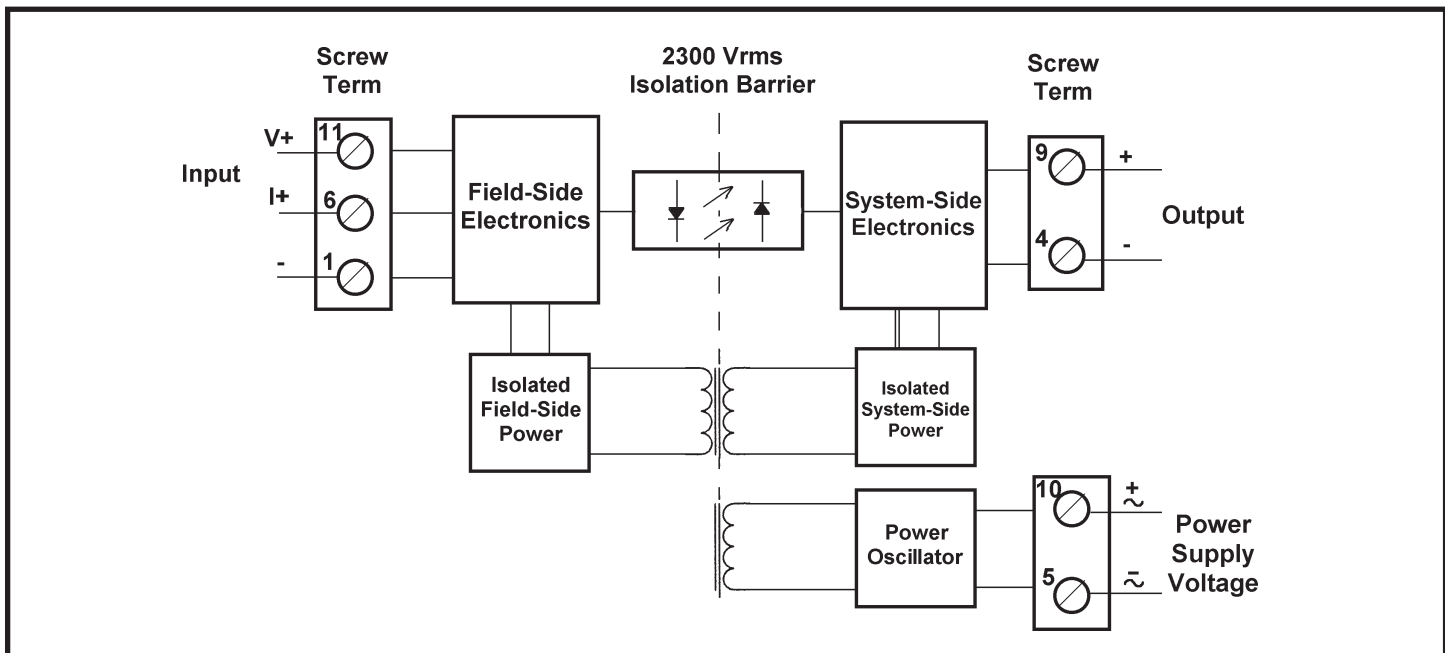 Screw
Term
2300 Vrms
Isolation Barrier
Screw
Term
Input
V+
11
I+
6
-
1
Field-Side
Electronics
System-Side
Electronics
9
+
4
-
Output
Isolated
Field-Side
Power
Isolated
System-Side
Power
Power
Oscillator
10
+
~
5
-
~
Power
Supply
Voltage